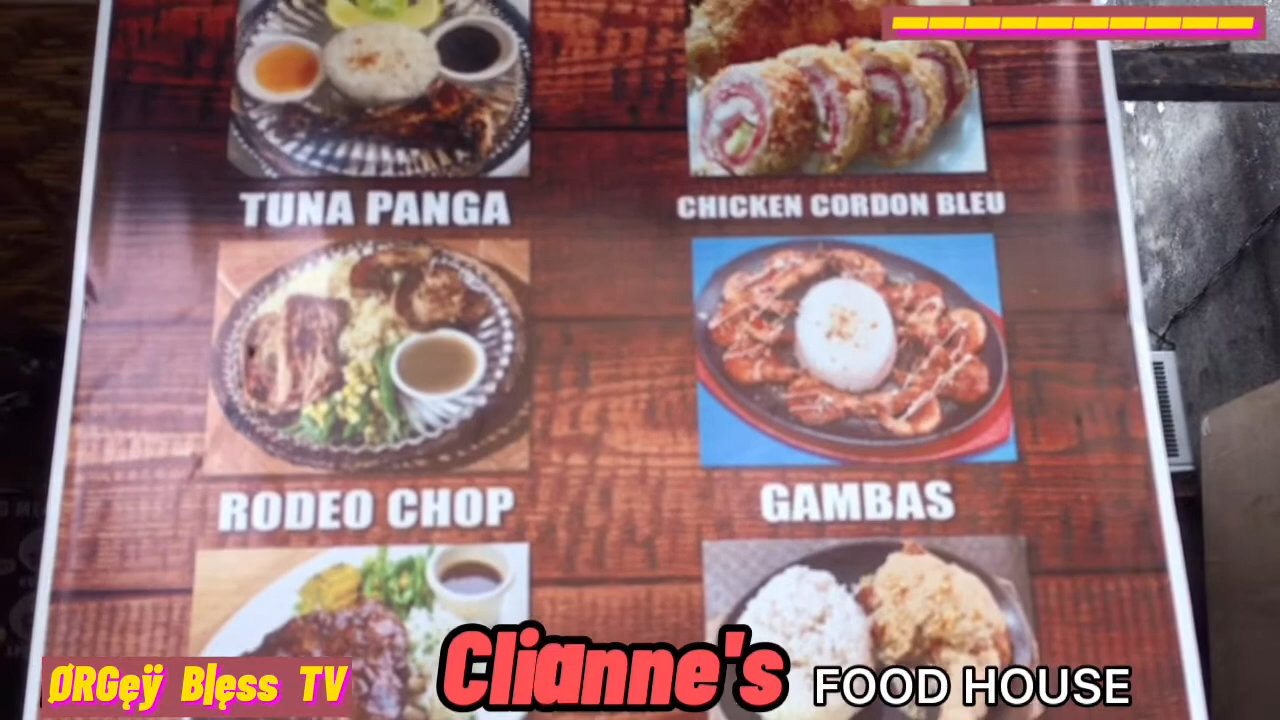 TUNA PANGA
CHICKEN CORDON BLEU
RODEO CHOP
GAMBAS
ØRGęÿ Blęss TV
Clianne's FOOD HOUSE